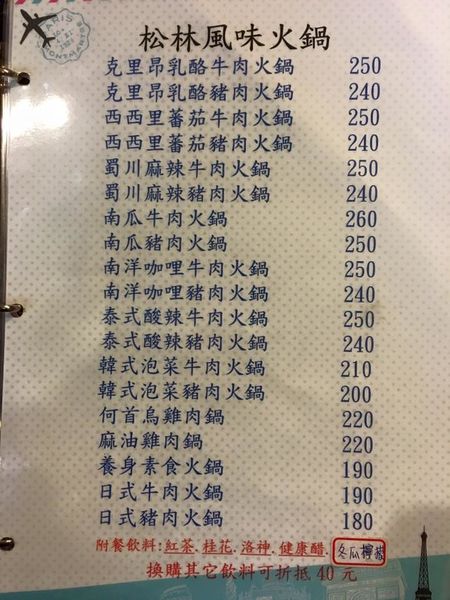 PARIS
松林風味火鍋
克里昂乳酪牛肉火鍋 250
克里昂乳酪豬肉火鍋 240
西西里蕃茄牛肉火鍋 250
西西里蕃茄豬肉火鍋 240
蜀川麻辣牛肉火鍋 250
蜀川麻辣豬肉火鍋 240
南瓜牛肉火鍋 260
南瓜豬肉火鍋 250
南洋咖哩牛肉火鍋 250
南洋咖哩豬肉火鍋 240
泰式酸辣牛肉火鍋 250
泰式酸辣豬肉火鍋 240
韓式泡菜牛肉火鍋 210
韓式泡菜豬肉火鍋 200
何首烏雞肉鍋 220
麻油雞肉鍋 220
養身素食火鍋 190
日式牛肉火鍋 190
日式豬肉火鍋 180
附餐飲料:紅茶.桂花.洛神.健康醋.冬瓜檸檬
換購其它飲料可折抵 40 元